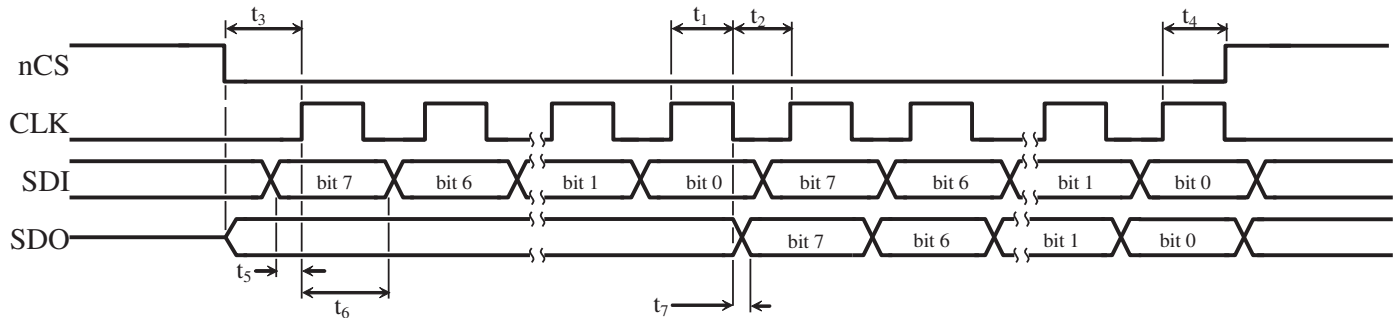 t3 t1 t2 t4
nCS
CLK
SDI bit 7 bit 6 bit 1 bit 0 bit 7 bit 6 bit 1 bit 0
SDO bit 7 bit 6 bit 1 bit 0
t5
t6
t7